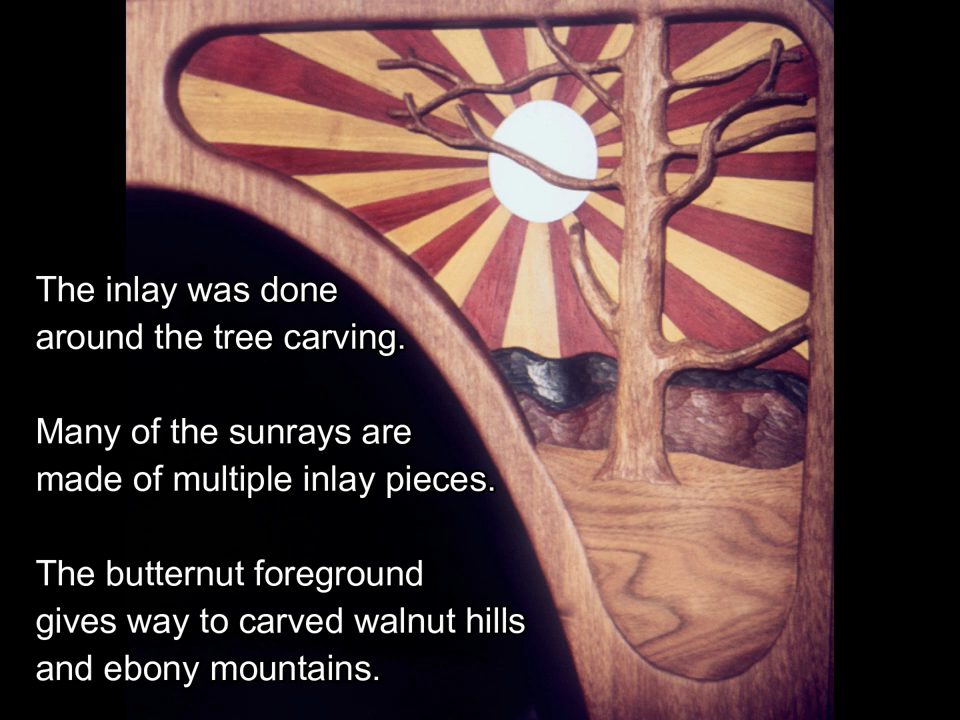 The inlay was done
around the tree carving.
Many of the sunrays are
made of multiple inlay pieces.
The butternut foreground
gives way to carved walnut hills
and ebony mountains.